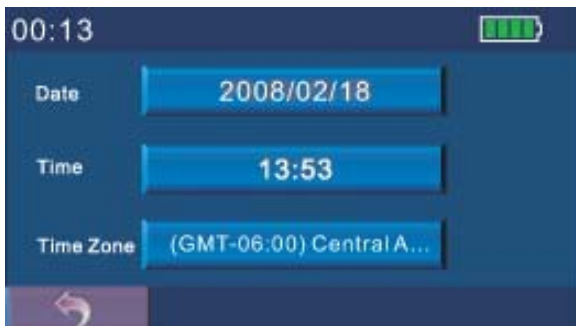 00:13
Date 2008/02/18
Time 13:53
Time Zone (GMT-06:00) Central A...